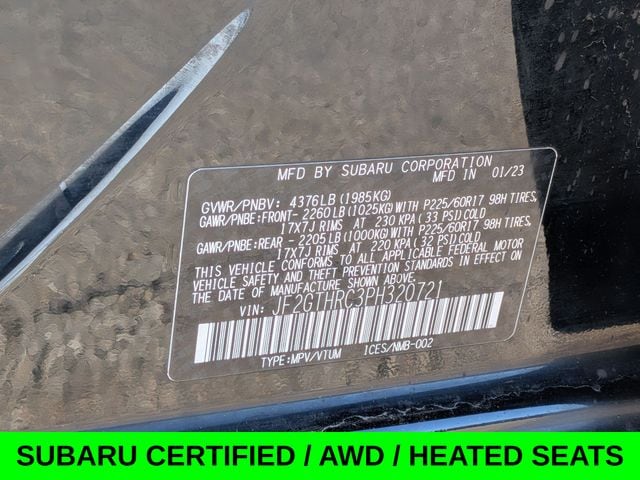 MFD BY SUBARU CORPORATION
MFD IN 01/23
GVWR/PNBV: 4376LB (1985KG)
GAWR/PNBE:FRONT- 2260LB (1025KG)WITH P225/60R17 98H TIRES,
17x7J RIMS AT 230 KPA (33 PSI)COLD
GAWR/PNBE:REAR - 2205LB (1000KG)WITH P225/60R17 98H TIRES,
17x7J RIMS AT 220 KPA (32 PSI)COLD
THIS VEHICLE CONFORMS TO ALL APPLICABLE FEDERAL MOTOR
VEHICLE SAFETY AND THEFT PREVENTION STANDARDS IN EFFECT ON
THE DATE OF MANUFACTURE SHOWN ABOVE.
VIN: JF2GTHRC3PH320721
TYPE:MPV/VTUM ICES/NMB-002
SUBARU CERTIFIED / AWD / HEATED SEATS